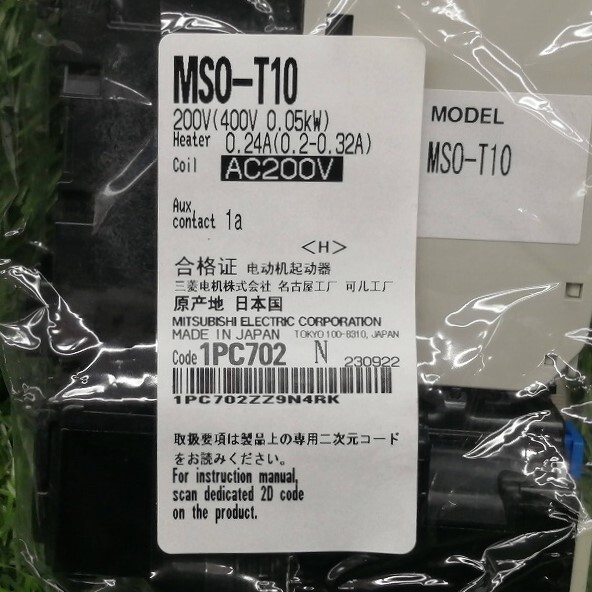 MSO-T10
200V(400V 0.05kW)
Heater 0.24A(0.2-0.32A)
Coil AC200V
Aux. contact 1a
<H>
合格证 电动机起动器
三菱电机株式会社 名古屋工厂 可儿工厂
原产地 日本国
MITSUBISHI ELECTRIC CORPORATION
MADE IN JAPAN TOKYO 100-8310, JAPAN
Code 1PC702 N 230922
1PC702ZZ9N4RK
取扱要項は製品上の専用二次元コード
をお読みください。
For instruction manual,
scan dedicated 2D code
on the product.
MODEL
MSO-T10